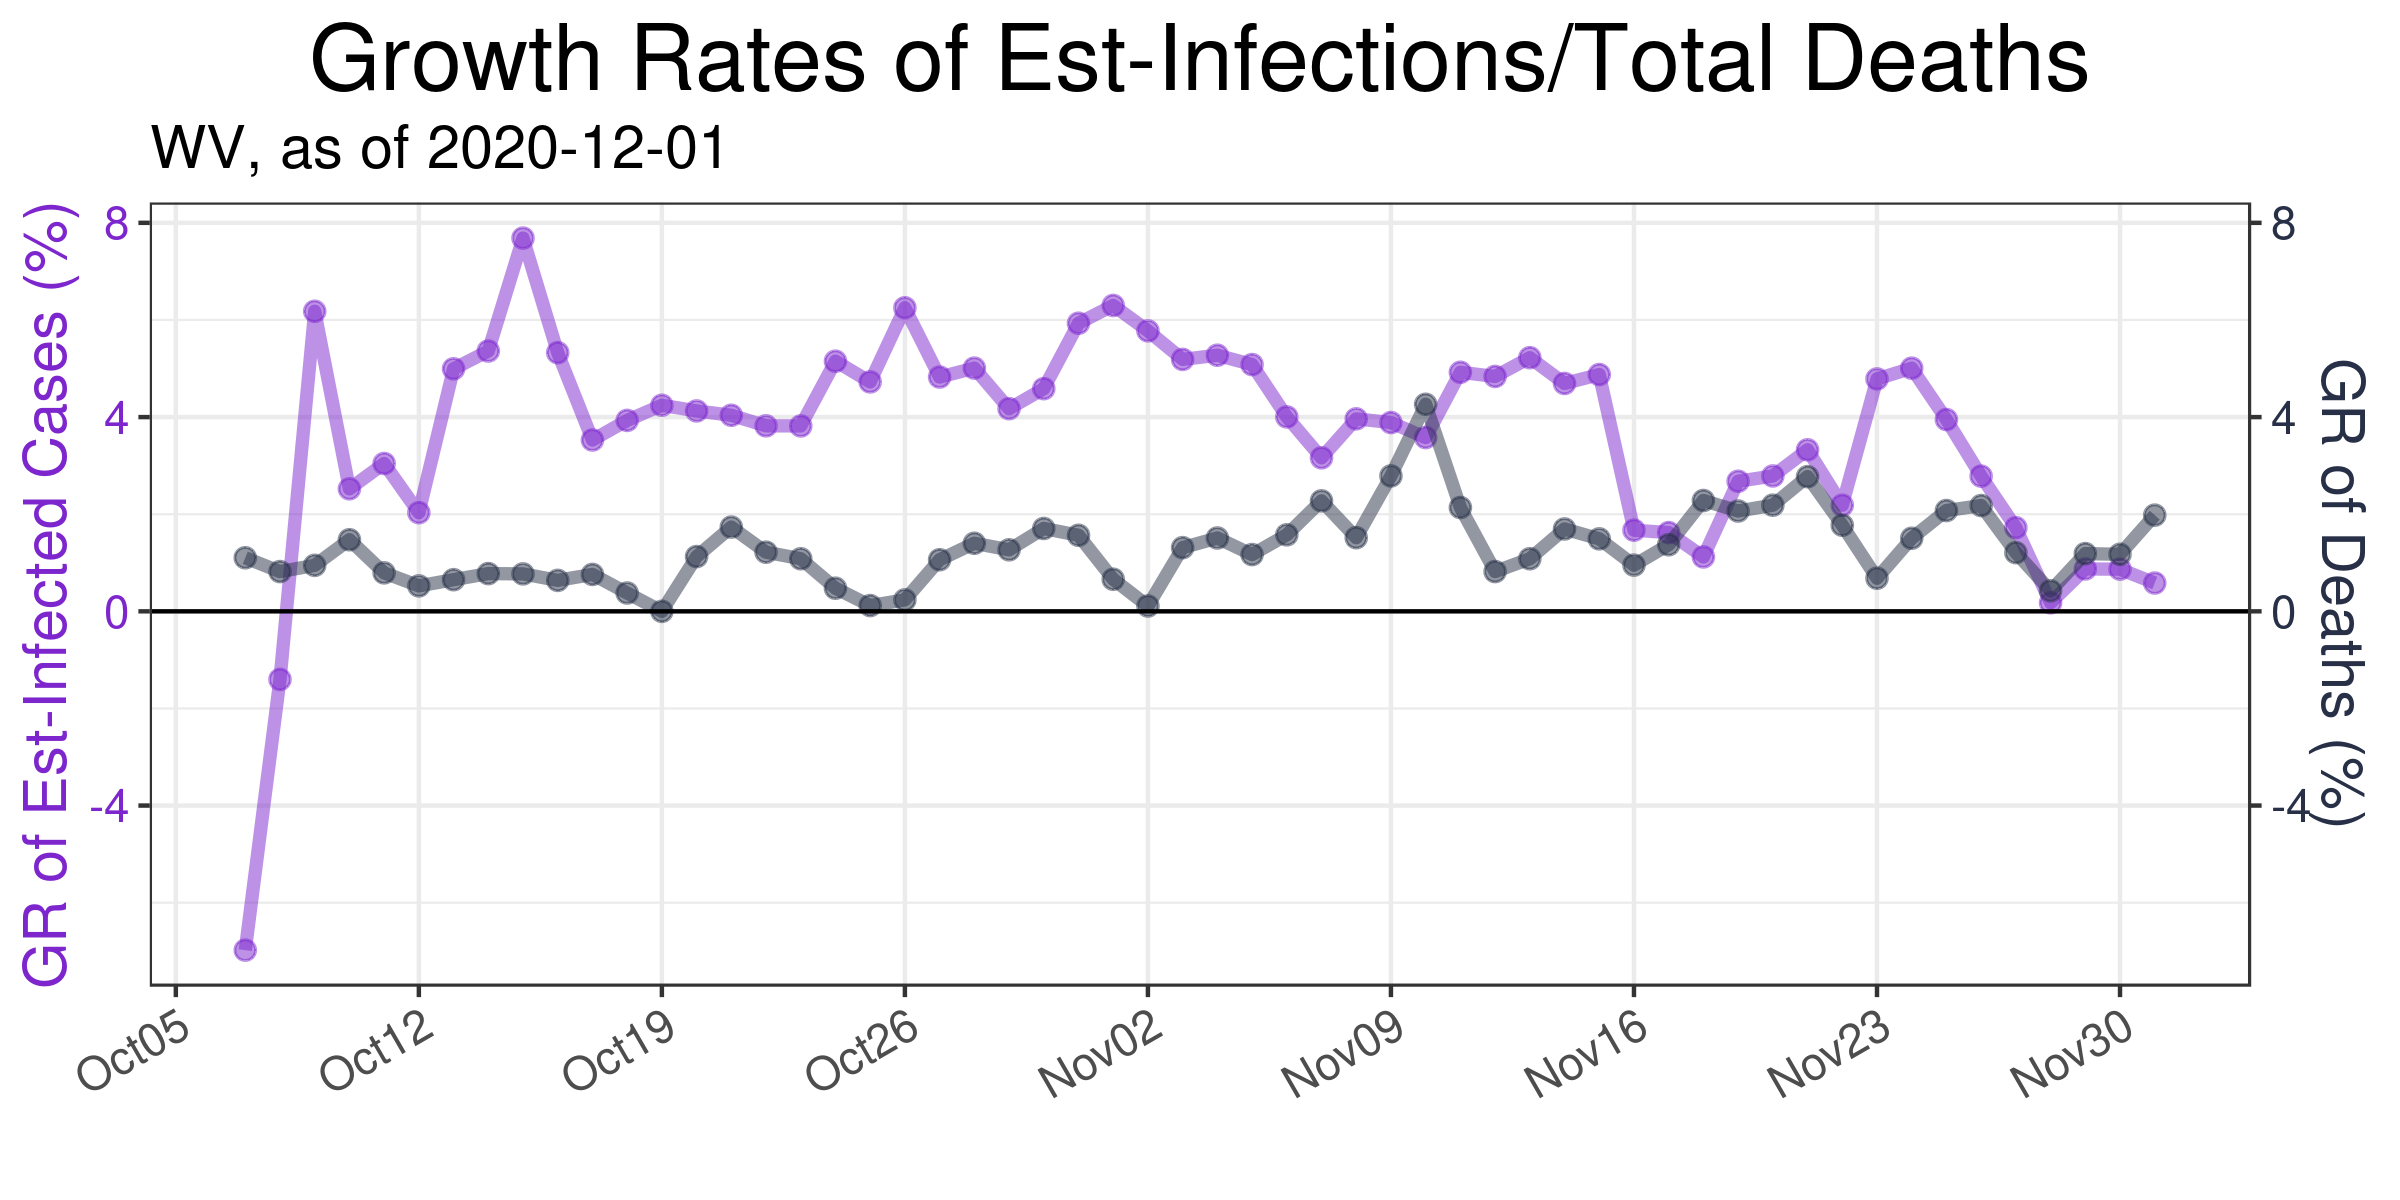 Growth Rates of Est-Infections/Total Deaths
WV, as of 2020-12-01
GR of Est-Infected Cases (%)
8
4
0
-4
8
4
0
-4
GR of Deaths (%)
Oct05
Oct12
Oct19
Oct26
Nov02
Nov09
Nov16
Nov23
Nov30